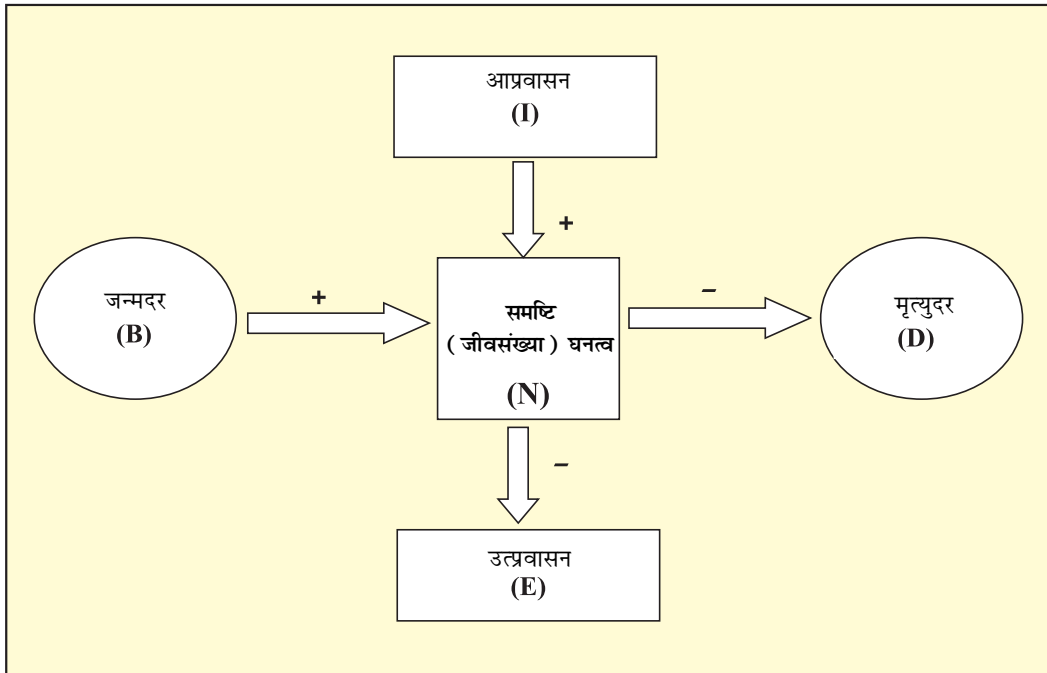 आप्रवासन
(I)
+
जन्मदर
(B)
+
समष्टि
( जीवसंख्या ) घनत्व
(N)
–
मृत्युदर
(D)
–
उत्प्रवासन
(E)